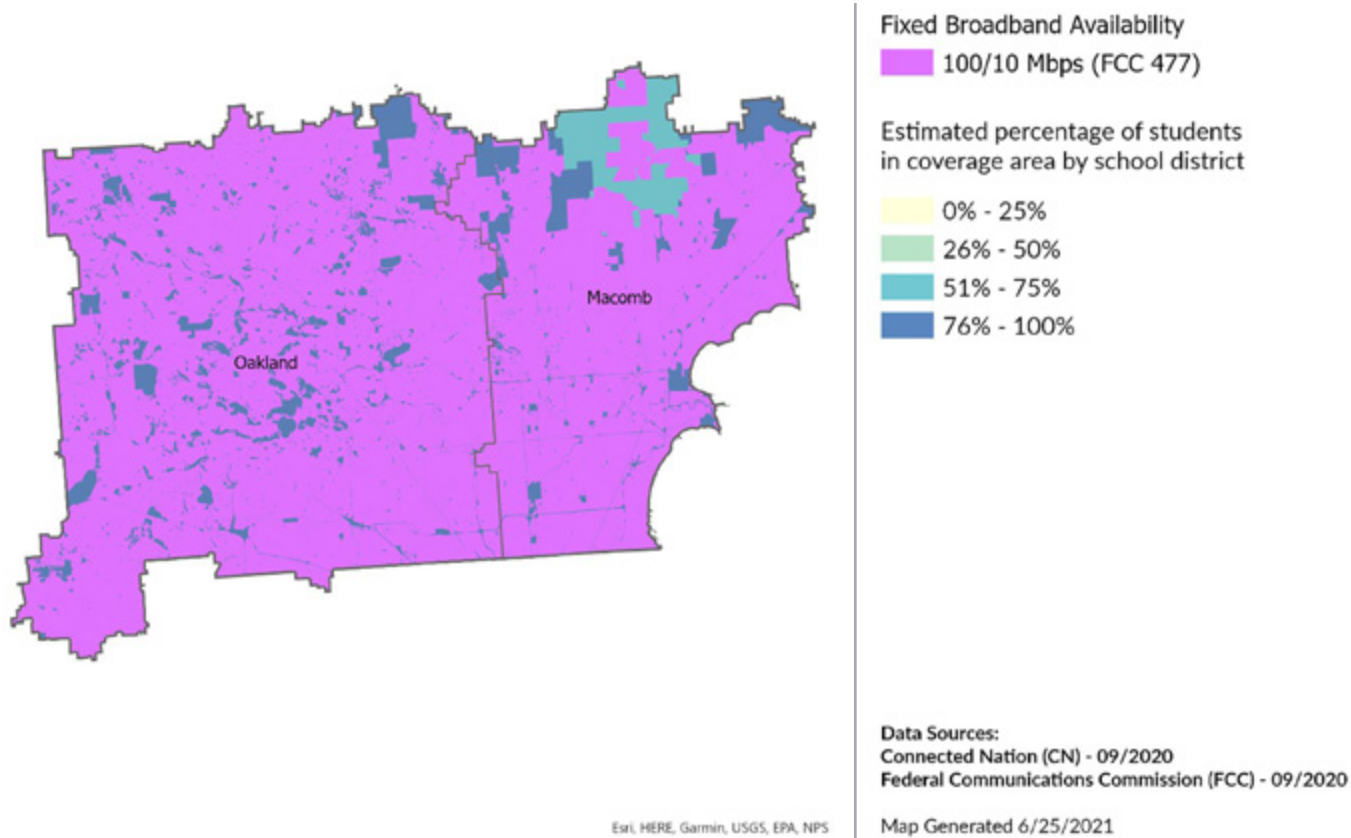 Fixed Broadband Availability
100/10 Mbps (FCC 477)
Estimated percentage of students
in coverage area by school district
0% - 25%
26% - 50%
51% - 75%
76% - 100%
Macomb
Oakland
Data Sources:
Connected Nation (CN) - 09/2020
Federal Communications Commission (FCC) - 09/2020
Esri, HERE, Garmin, USGS, EPA, NPS
Map Generated 6/25/2021